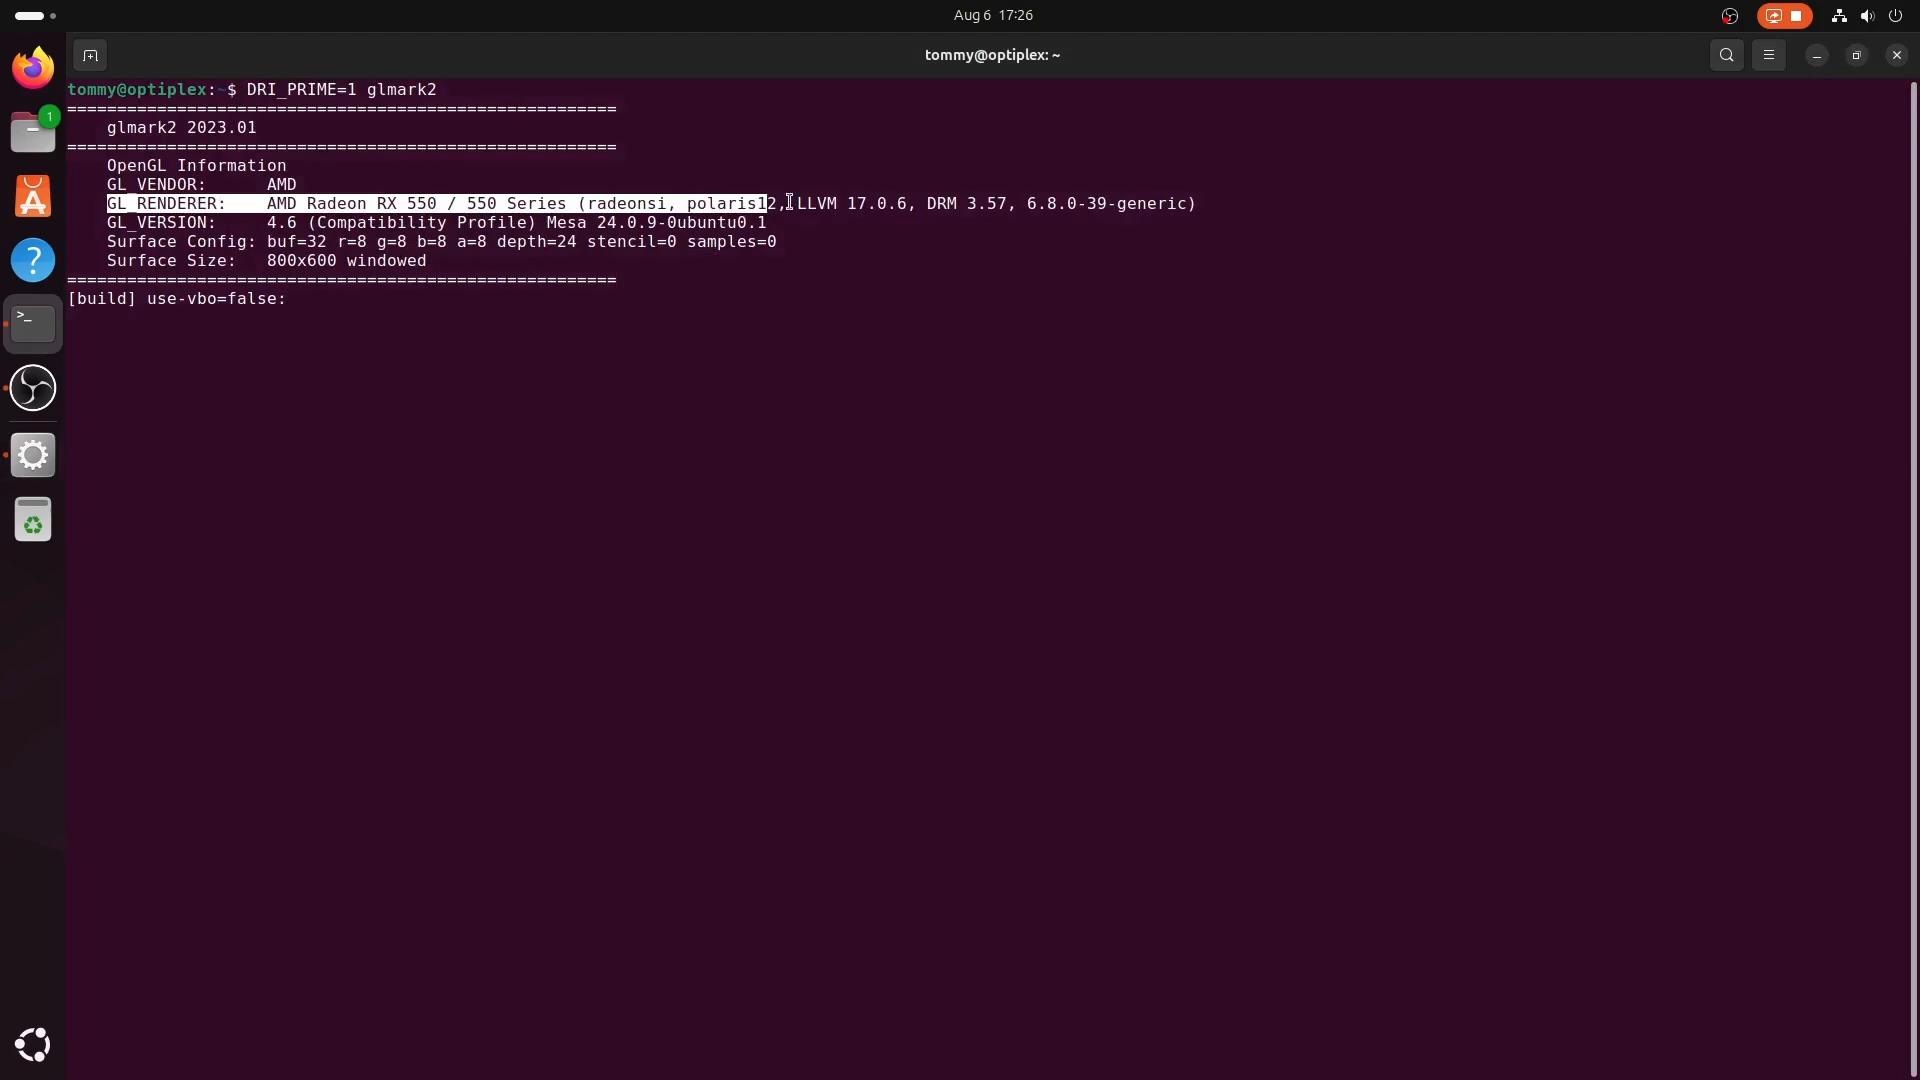 Aug 6 17:26
tommy@optiplex: ~
tommy@optiplex:~$ DRI_PRIME=1 glmark2
=======================================================
glmark2 2023.01
=======================================================
OpenGL Information
GL_VENDOR: AMD
GL_RENDERER: AMD Radeon RX 550 / 550 Series (radeonsi, polaris12, LLVM 17.0.6, DRM 3.57, 6.8.0-39-generic)
GL_VERSION: 4.6 (Compatibility Profile) Mesa 24.0.9-0ubuntu0.1
Surface Config: buf=32 r=8 g=8 b=8 a=8 depth=24 stencil=0 samples=0
Surface Size: 800x600 windowed
=======================================================
[build] use-vbo=false:
1
?
>_